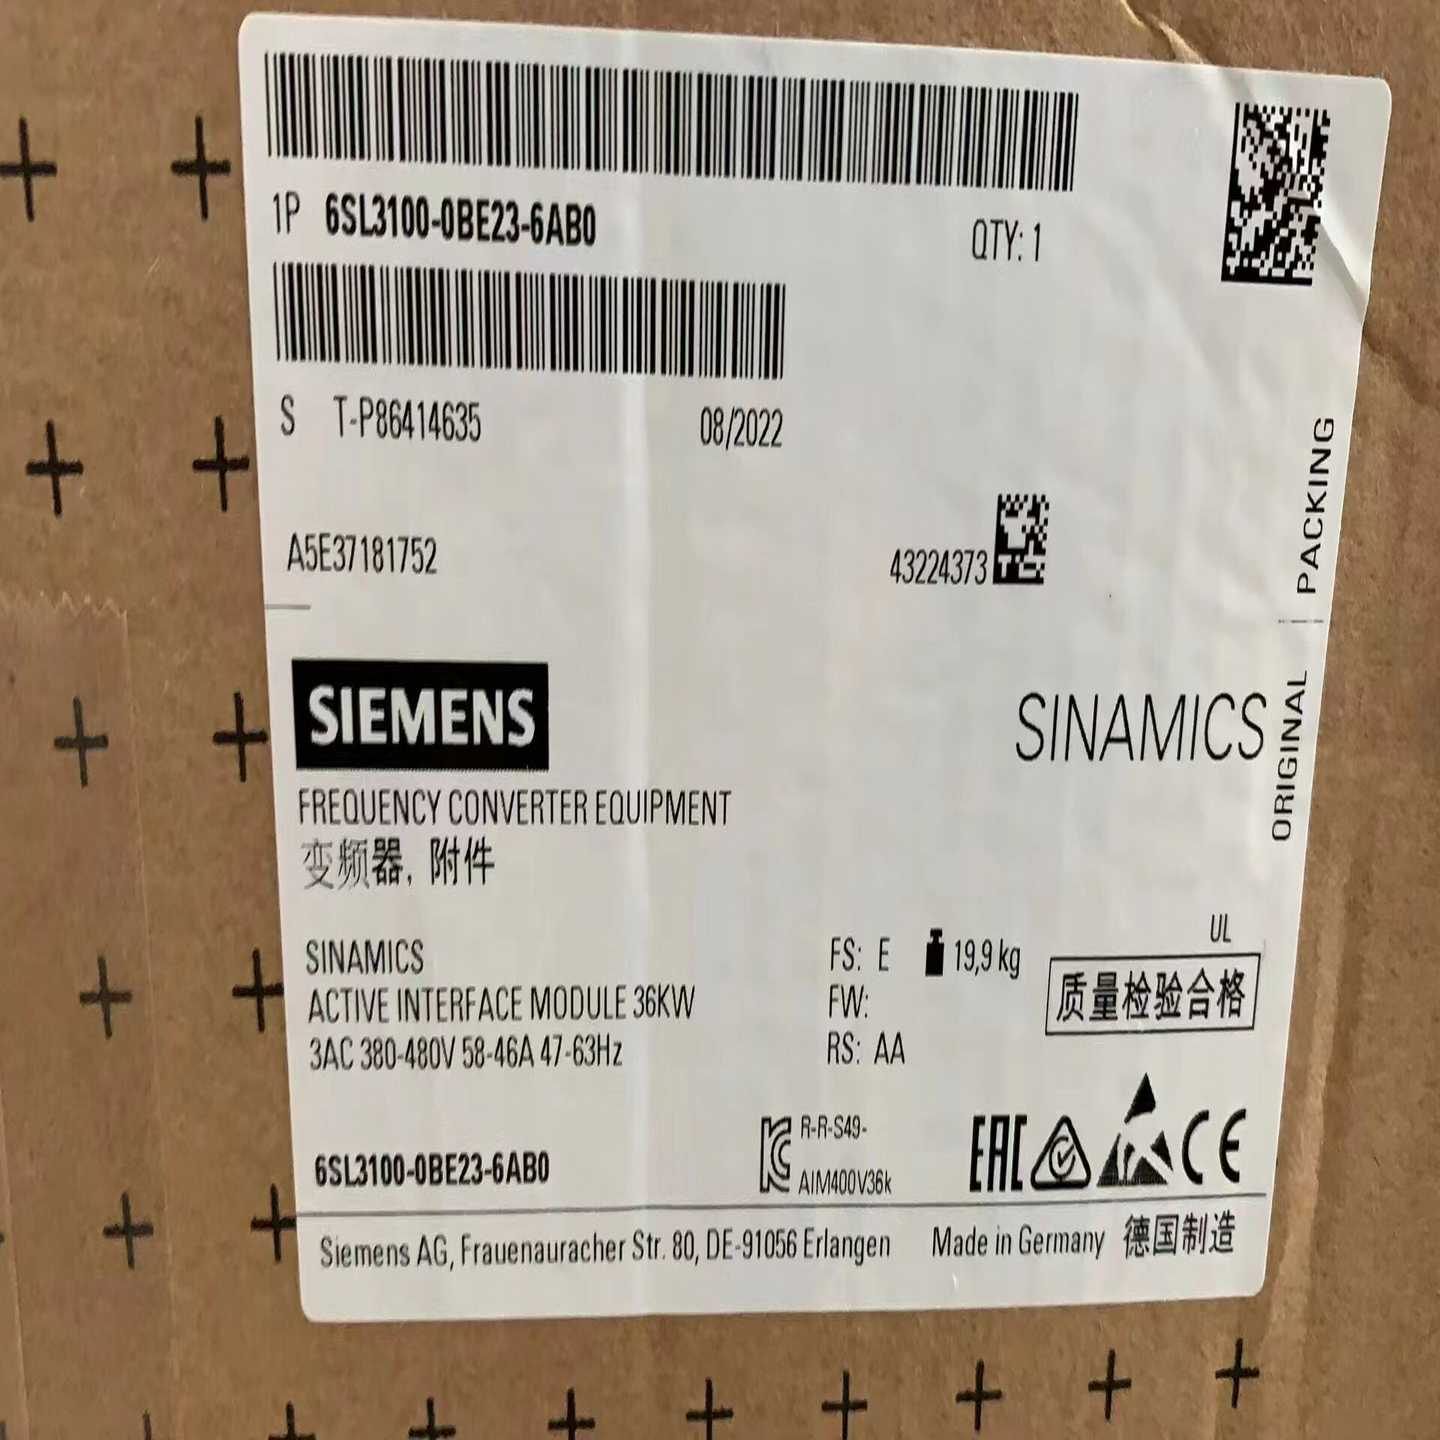 1P 6SL3100-0BE23-6AB0 QTY: 1
S T-P86414635 08/2022
A5E37181752 43224373
ORIGINAL PACKING
SIEMENS SINAMICS
FREQUENCY CONVERTER EQUIPMENT
变频器, 附件
SINAMICS FS: E 19,9 kg UL
ACTIVE INTERFACE MODULE 36KW FW: 质量检验合格
3AC 380-480V 58-46A 47-63Hz RS: AA
R-R-S49-
6SL3100-0BE23-6AB0 AIM400V36k EAC CE
Siemens AG, Frauenauracher Str. 80, DE-91056 Erlangen Made in Germany 德国制造